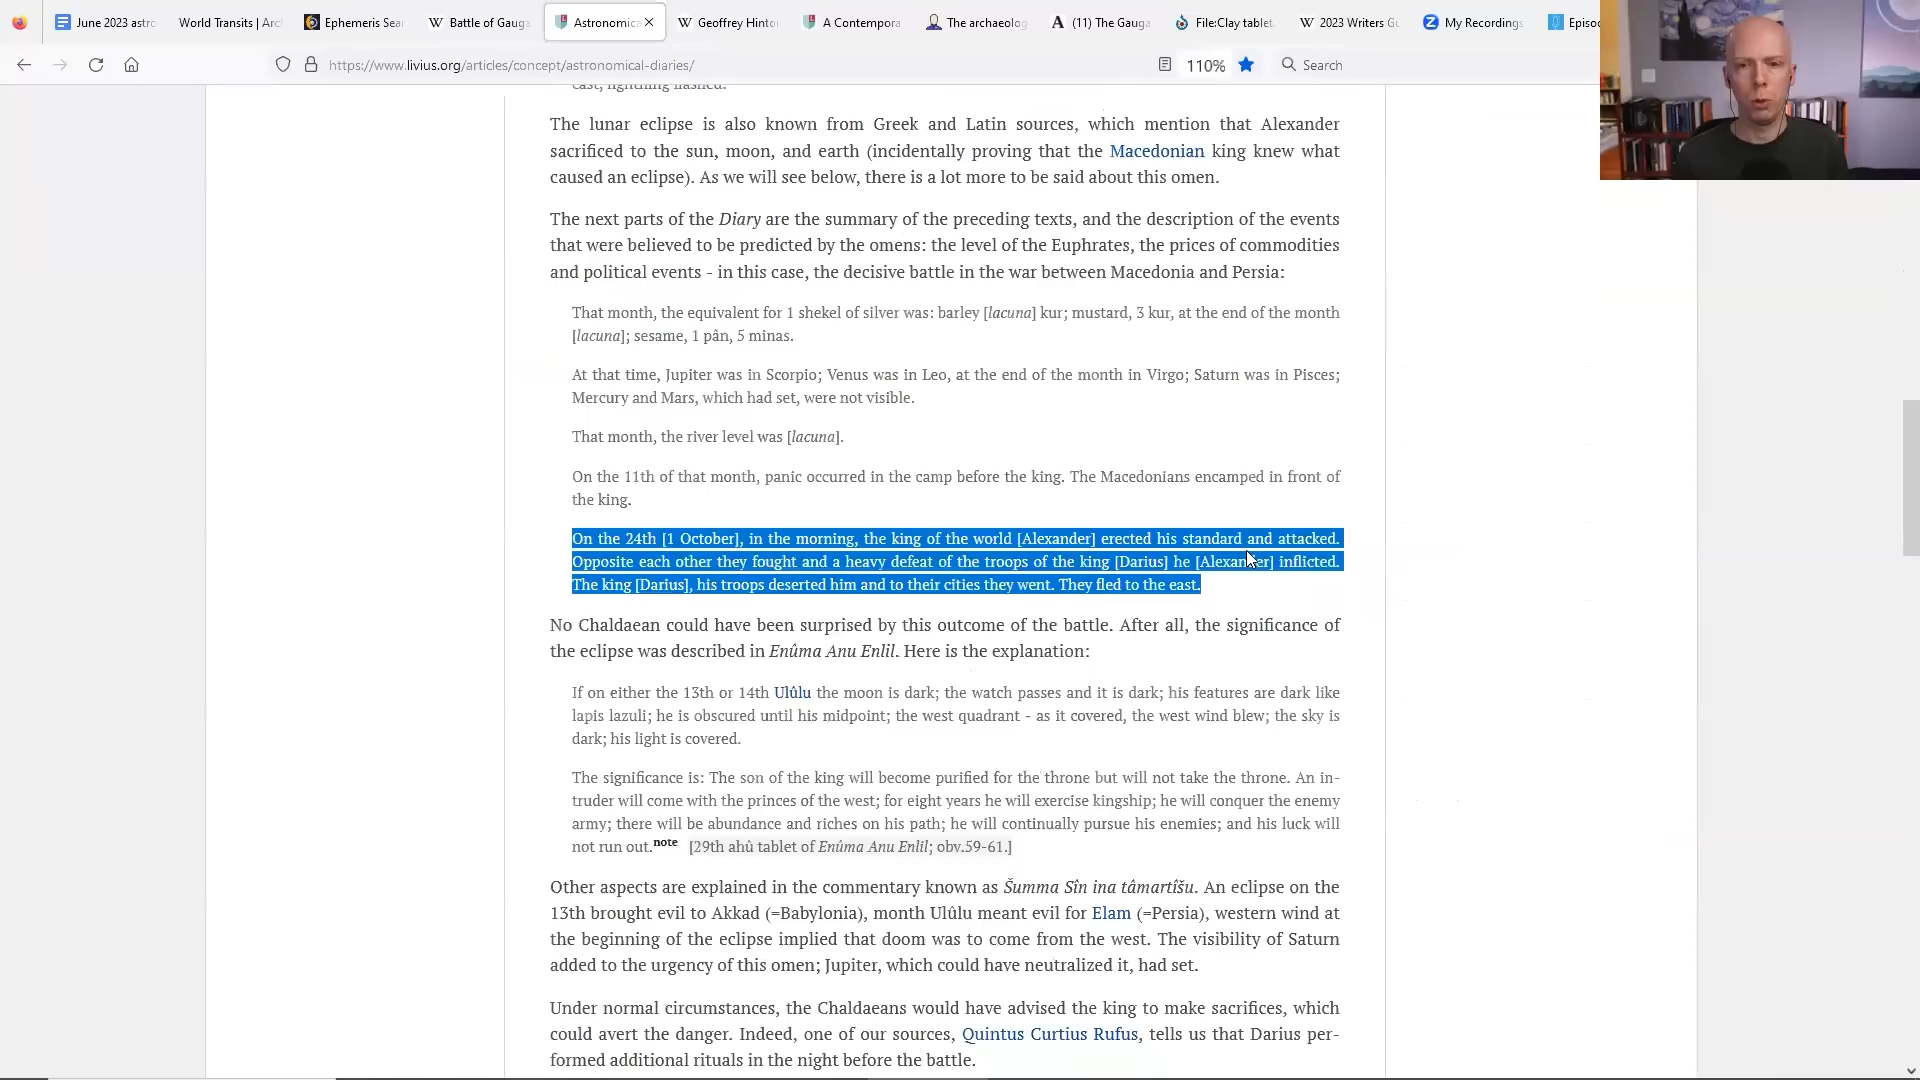 June 2023 astro
World Transits | Arc
Ephemeris Sear
Battle of Gauga
Astronomica
Geoffrey Hinton
A Contempora
The archaeolog
(11) The Gauga
File:Clay tablet
2023 Writers Gu
My Recordings
Episo
https://www.livius.org/articles/concept/astronomical-diaries/
110%
Search
cast, lightning flashed.
The lunar eclipse is also known from Greek and Latin sources, which mention that Alexander
sacrificed to the sun, moon, and earth (incidentally proving that the Macedonian king knew what
caused an eclipse). As we will see below, there is a lot more to be said about this omen.
The next parts of the Diary are the summary of the preceding texts, and the description of the events
that were believed to be predicted by the omens: the level of the Euphrates, the prices of commodities
and political events - in this case, the decisive battle in the war between Macedonia and Persia:
That month, the equivalent for 1 shekel of silver was: barley [lacuna] kur; mustard, 3 kur, at the end of the month
[lacuna]; sesame, 1 pân, 5 minas.
At that time, Jupiter was in Scorpio; Venus was in Leo, at the end of the month in Virgo; Saturn was in Pisces;
Mercury and Mars, which had set, were not visible.
That month, the river level was [lacuna].
On the 11th of that month, panic occurred in the camp before the king. The Macedonians encamped in front of
the king.
On the 24th [1 October], in the morning, the king of the world [Alexander] erected his standard and attacked.
Opposite each other they fought and a heavy defeat of the troops of the king [Darius] he [Alexander] inflicted.
The king [Darius], his troops deserted him and to their cities they went. They fled to the east.
No Chaldaean could have been surprised by this outcome of the battle. After all, the significance of
the eclipse was described in Enûma Anu Enlil. Here is the explanation:
If on either the 13th or 14th Ulûlu the moon is dark; the watch passes and it is dark; his features are dark like
lapis lazuli; he is obscured until his midpoint; the west quadrant - as it covered, the west wind blew; the sky is
dark; his light is covered.
The significance is: The son of the king will become purified for the throne but will not take the throne. An in-
truder will come with the princes of the west; for eight years he will exercise kingship; he will conquer the enemy
army; there will be abundance and riches on his path; he will continually pursue his enemies; and his luck will
not run out.note [29th ahû tablet of Enûma Anu Enlil; obv.59-61.]
Other aspects are explained in the commentary known as Šumma Sîn ina tâmartîšu. An eclipse on the
13th brought evil to Akkad (=Babylonia), month Ulûlu meant evil for Elam (=Persia), western wind at
the beginning of the eclipse implied that doom was to come from the west. The visibility of Saturn
added to the urgency of this omen; Jupiter, which could have neutralized it, had set.
Under normal circumstances, the Chaldaeans would have advised the king to make sacrifices, which
could avert the danger. Indeed, one of our sources, Quintus Curtius Rufus, tells us that Darius per-
formed additional rituals in the night before the battle.